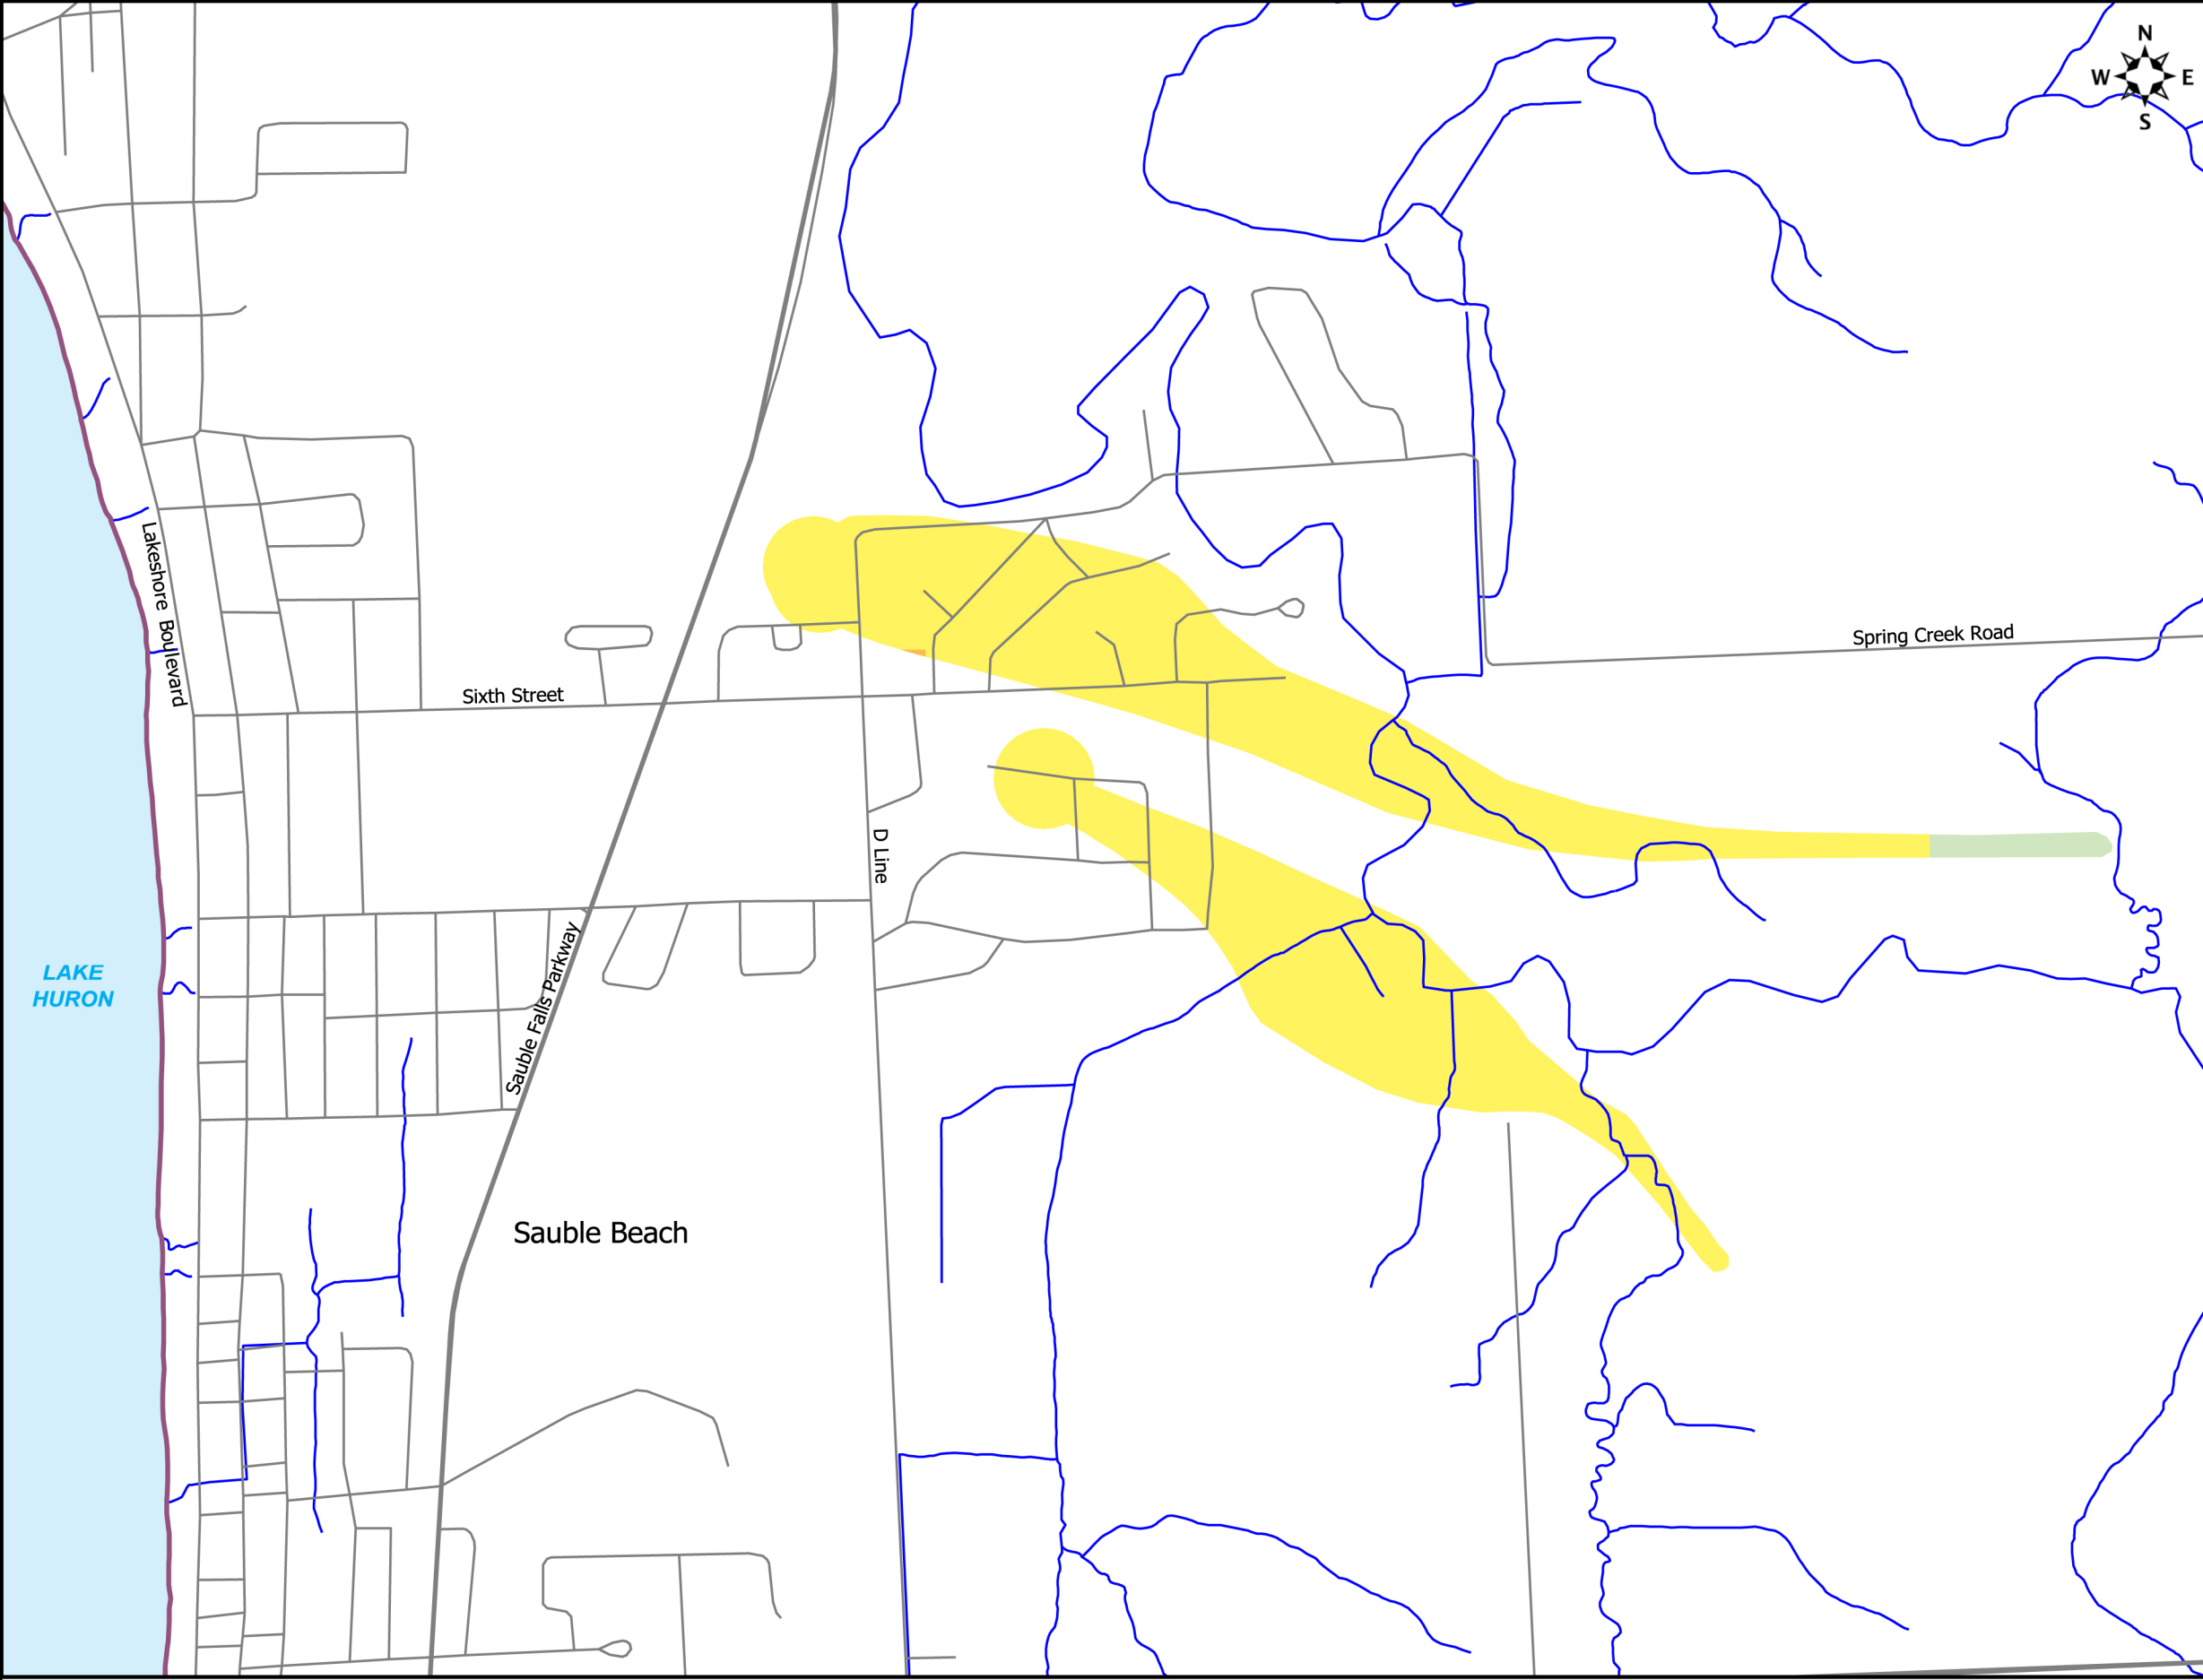 N
W E
S
Lakeshore Boulevard
Spring Creek Road
Sixth Street
D Line
Sauble Falls Parkway
LAKE
HURON
Sauble Beach